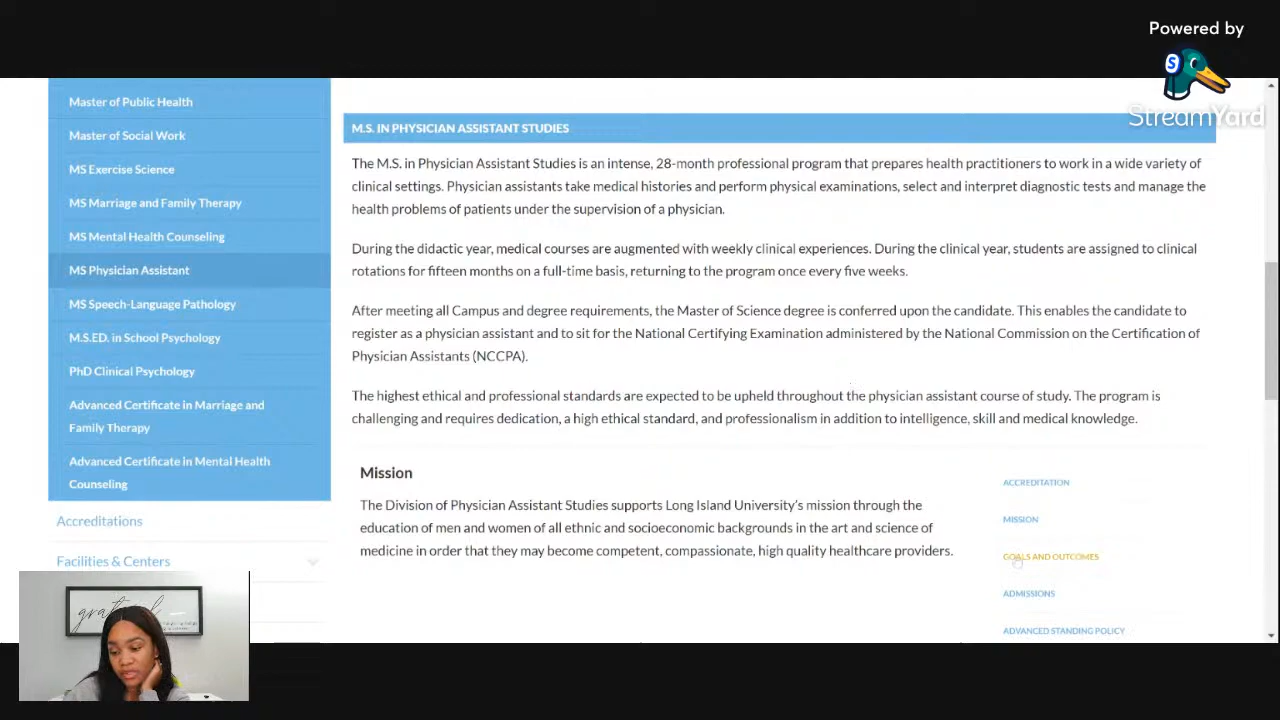 Powered by
StreamYard
Master of Public Health
Master of Social Work
MS Exercise Science
MS Marriage and Family Therapy
MS Mental Health Counseling
MS Physician Assistant
MS Speech-Language Pathology
M.S.ED. in School Psychology
PhD Clinical Psychology
Advanced Certificate in Marriage and
Family Therapy
Advanced Certificate in Mental Health
Counseling
Accreditations
Facilities & Centers
M.S. IN PHYSICIAN ASSISTANT STUDIES
The M.S. in Physician Assistant Studies is an intense, 28-month professional program that prepares health practitioners to work in a wide variety of
clinical settings. Physician assistants take medical histories and perform physical examinations, select and interpret diagnostic tests and manage the
health problems of patients under the supervision of a physician.
During the didactic year, medical courses are augmented with weekly clinical experiences. During the clinical year, students are assigned to clinical
rotations for fifteen months on a full-time basis, returning to the program once every five weeks.
After meeting all Campus and degree requirements, the Master of Science degree is conferred upon the candidate. This enables the candidate to
register as a physician assistant and to sit for the National Certifying Examination administered by the National Commission on the Certification of
Physician Assistants (NCCPA).
The highest ethical and professional standards are expected to be upheld throughout the physician assistant course of study. The program is
challenging and requires dedication, a high ethical standard, and professionalism in addition to intelligence, skill and medical knowledge.
Mission
The Division of Physician Assistant Studies supports Long Island University's mission through the
education of men and women of all ethnic and socioeconomic backgrounds in the art and science of
medicine in order that they may become competent, compassionate, high quality healthcare providers.
ACCREDITATION
MISSION
GOALS AND OUTCOMES
ADMISSIONS
ADVANCED STANDING POLICY